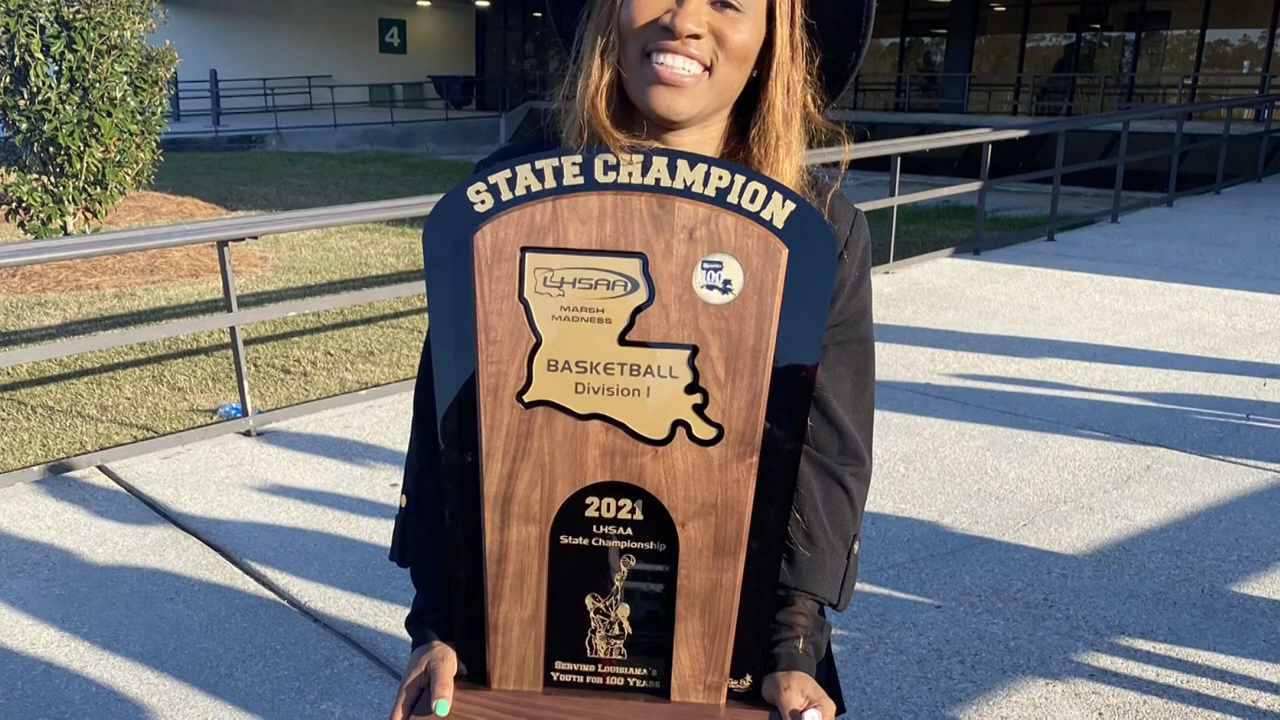 4
STATE CHAMPION
LHSAA
100
MARSH
MADNESS
BASKETBALL
Division I
2021
LHSAA
State Championship
Serving Louisiana's
Youth for 100 Years